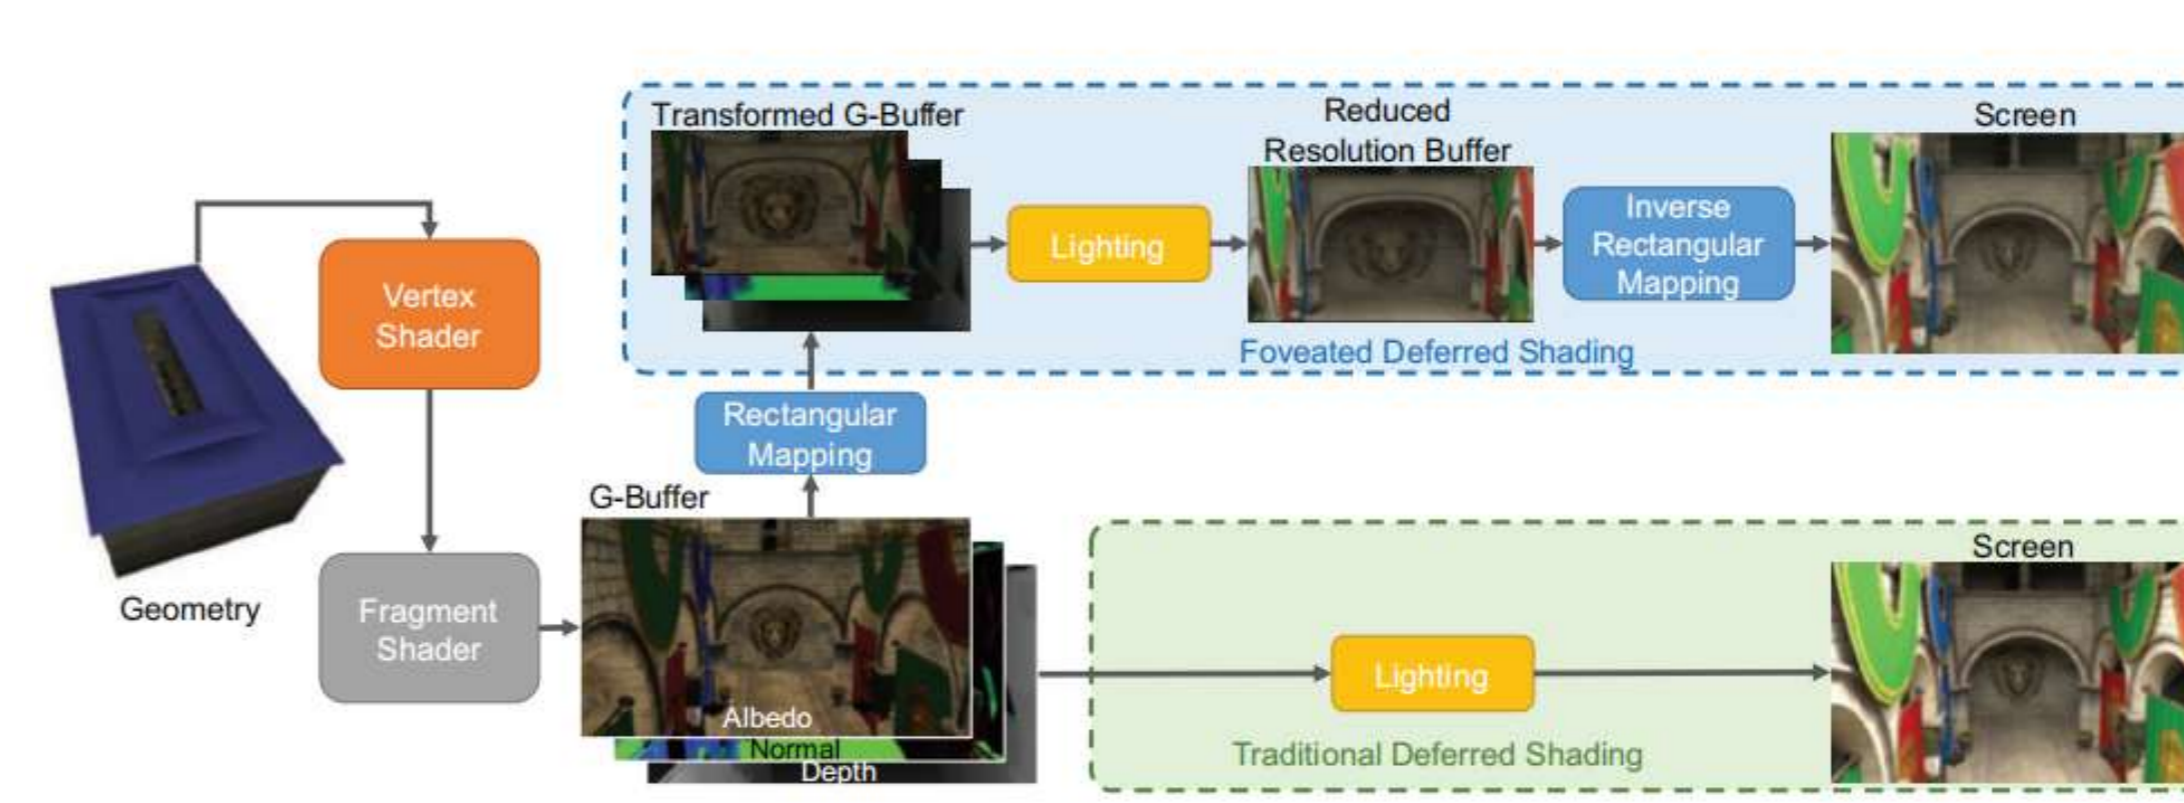 Transformed G-Buffer
Reduced
Resolution Buffer
Screen
Vertex
Shader
Lighting
Inverse
Rectangular
Mapping
Foveated Deferred Shading
Rectangular
Mapping
G-Buffer
Geometry
Fragment
Shader
Albedo
Normal
Depth
Screen
Lighting
Traditional Deferred Shading